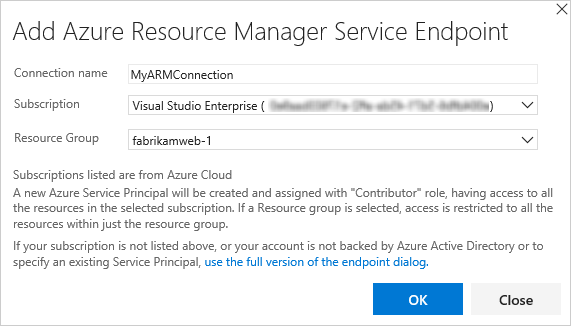 Add Azure Resource Manager Service Endpoint
Connection name
MyARMConnection
Subscription
Visual Studio Enterprise ( )
Resource Group
fabrikamweb-1
Subscriptions listed are from Azure Cloud
A new Azure Service Principal will be created and assigned with "Contributor" role, having access to all
the resources in the selected subscription. If a Resource group is selected, access is restricted to all the
resources within just the resource group.
If your subscription is not listed above, or your account is not backed by Azure Active Directory or to
specify an existing Service Principal, use the full version of the endpoint dialog.
OK
Close